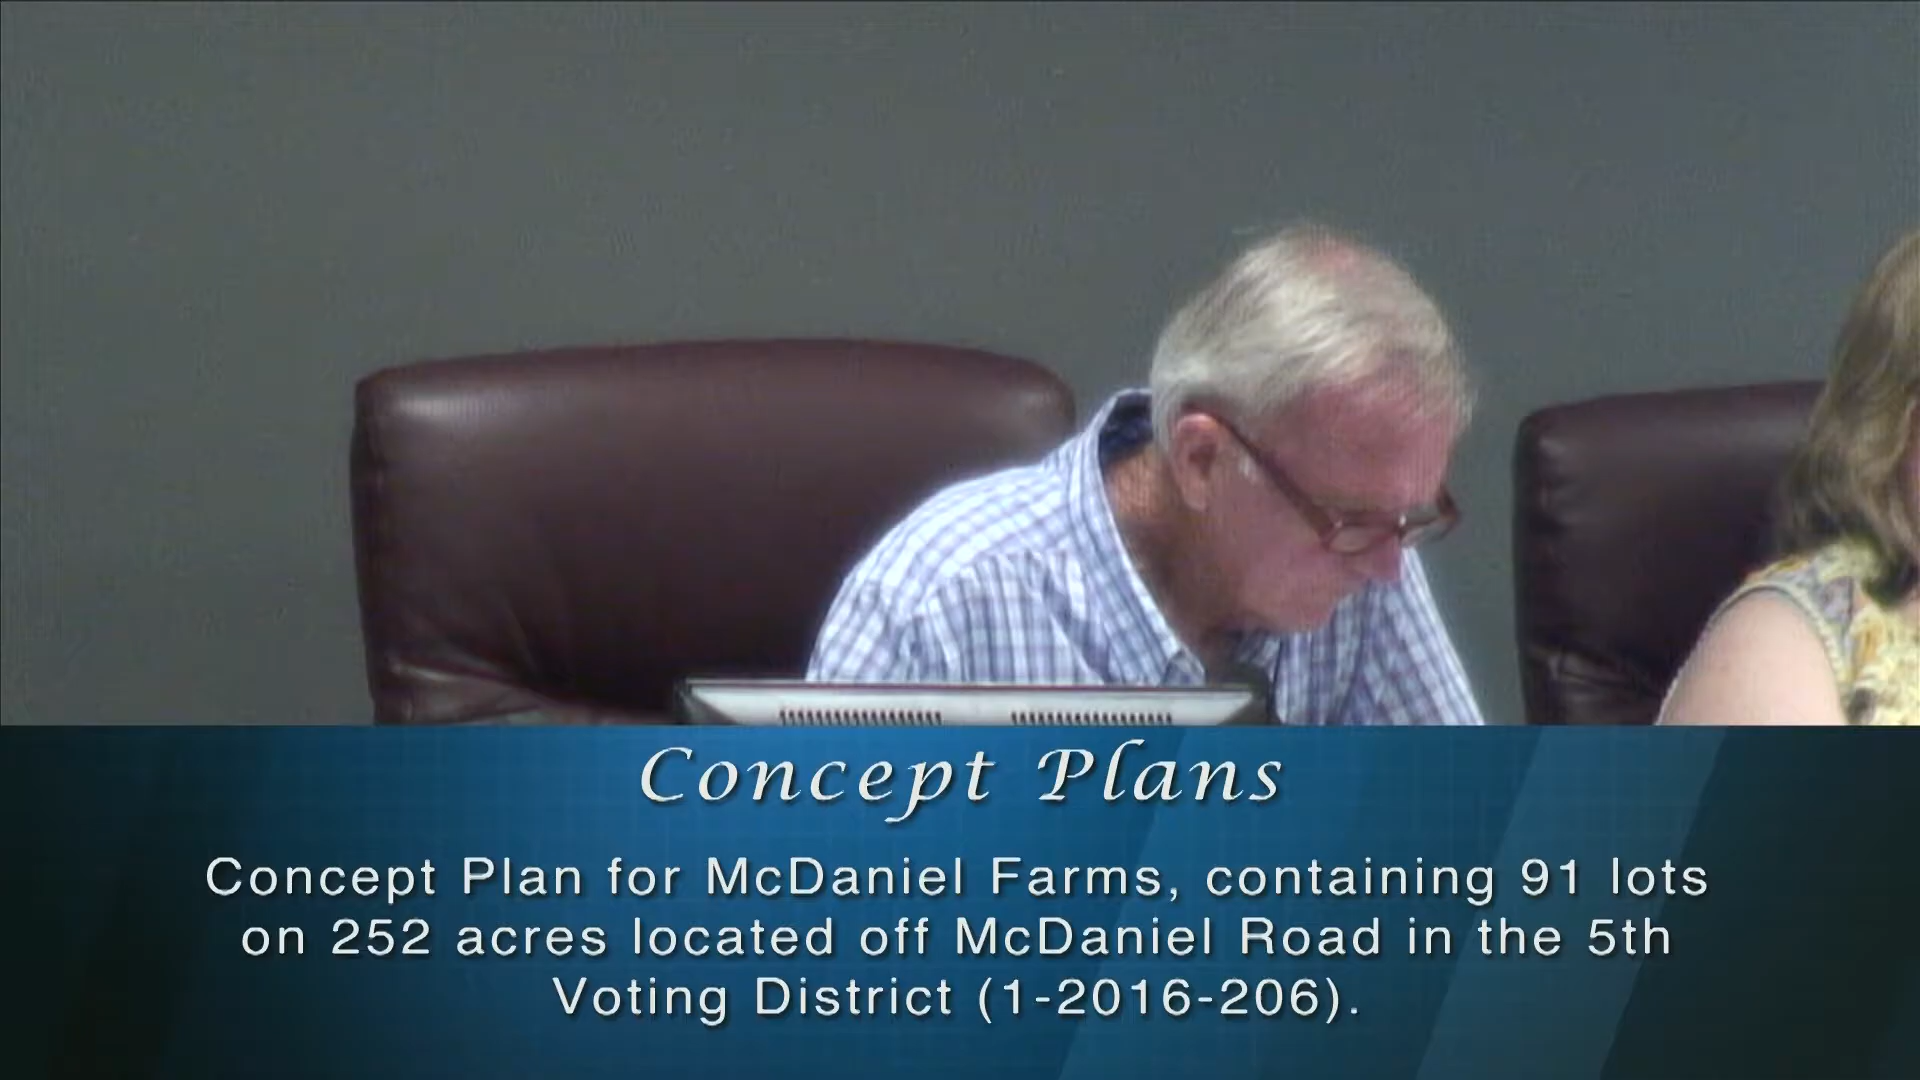 Concept Plans
Concept Plan for McDaniel Farms, containing 91 lots
on 252 acres located off McDaniel Road in the 5th
Voting District (1-2016-206).